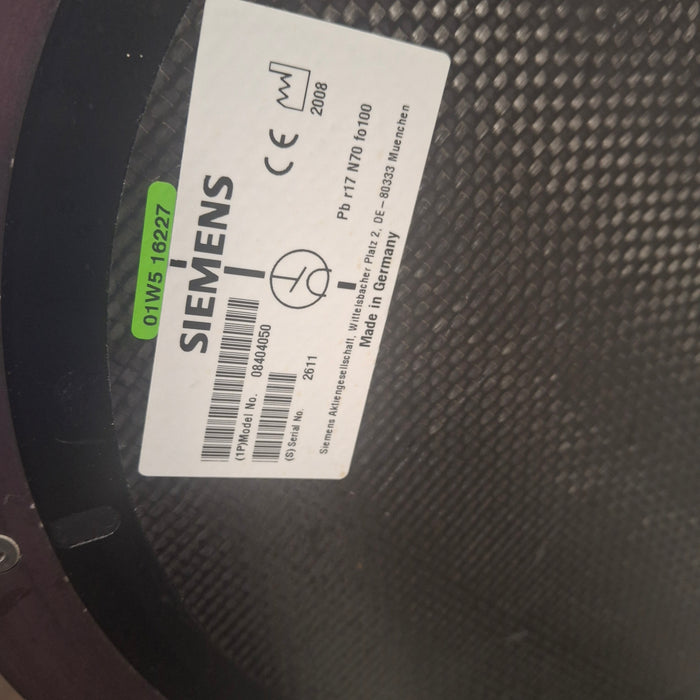 01W5 16227
SIEMENS
2008
(1P)Model No. 08404050
(S) Serial No. 2611
Pb r17 N70 fo100
Siemens Aktiengesellschaft, Wittelsbacher Platz 2, DE-80333 Muenchen
Made in Germany